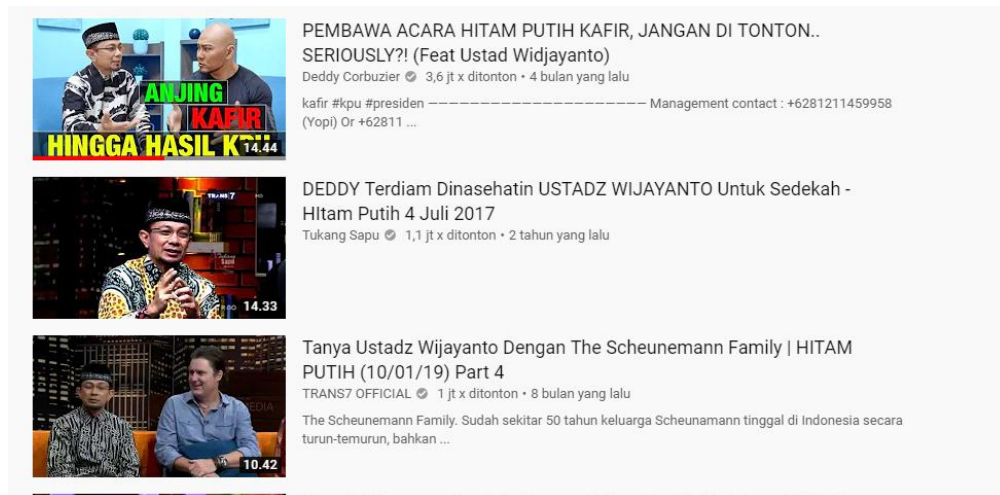 ANJING
KAFIR
HINGGA HASIL
14.44
PEMBAWA ACARA HITAM PUTIH KAFIR, JANGAN DI TONTON..
SERIOUSLY?! (Feat Ustad Widjayanto)
Deddy Corbuzier 3,6 jt x ditonton • 4 bulan yang lalu
kafir #kpu #presiden ————————————————————— Management contact : +6281211459958
(Yopi) Or +62811 ...
TRANS 7
14.33
DEDDY Terdiam Dinasehatin USTADZ WIJAYANTO Untuk Sedekah -
HItam Putih 4 Juli 2017
Tukang Sapu 1,1 jt x ditonton • 2 tahun yang lalu
10.42
Tanya Ustadz Wijayanto Dengan The Scheunemann Family | HITAM
PUTIH (10/01/19) Part 4
TRANS7 OFFICIAL 1 jt x ditonton • 8 bulan yang lalu
The Scheunemann Family. Sudah sekitar 50 tahun keluarga Scheunamann tinggal di Indonesia secara
turun-temurun, bahkan ...